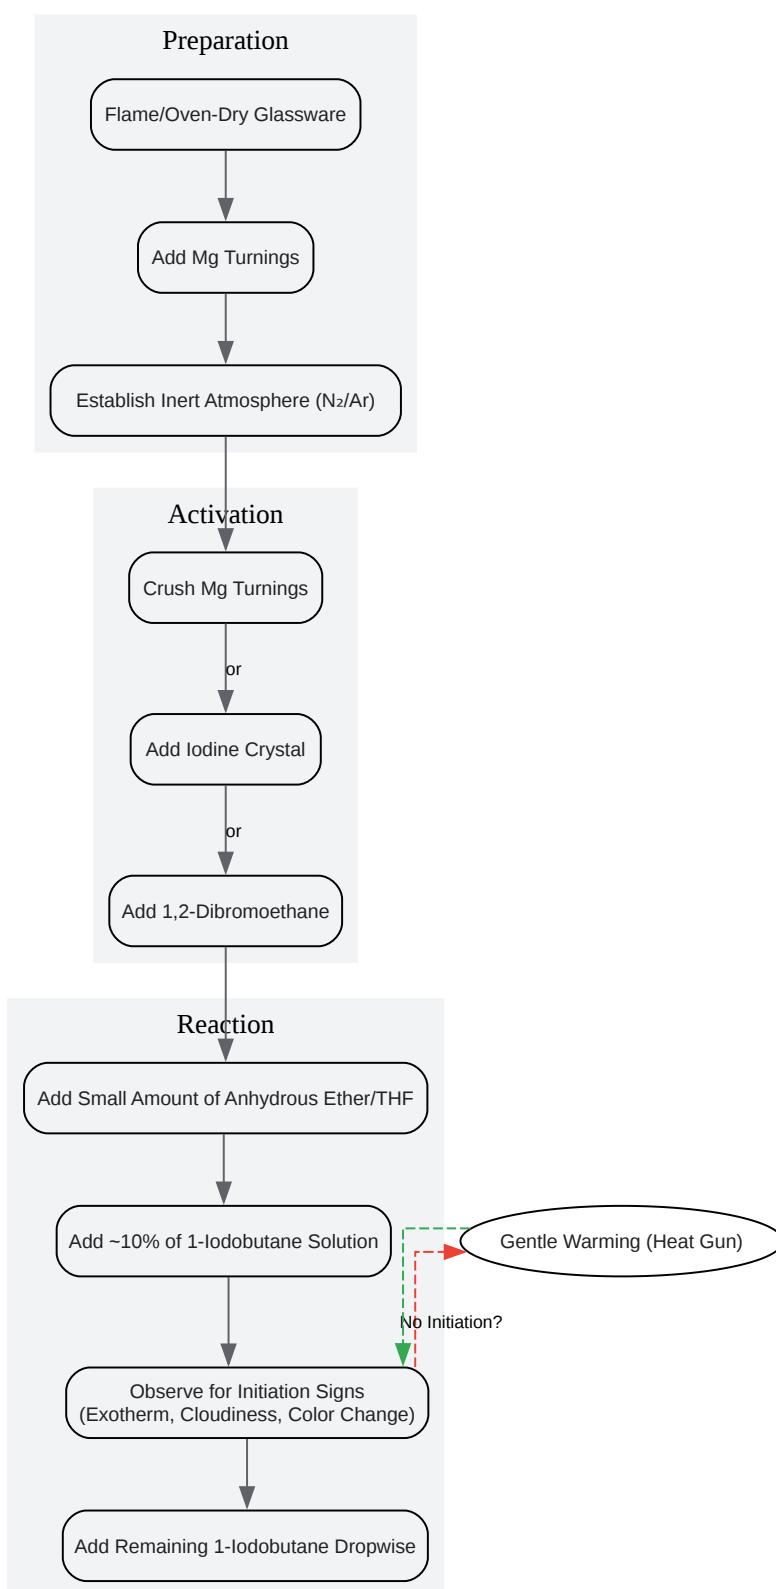 Preparation
Flame/Oven-Dry Glassware
Add Mg Turnings
Establish Inert Atmosphere (N₂/Ar)
Activation
Crush Mg Turnings
or
Add Iodine Crystal
or
Add 1,2-Dibromoethane
Reaction
Add Small Amount of Anhydrous Ether/THF
Add ~10% of 1-Iodobutane Solution
Gentle Warming (Heat Gun)
No Initiation?
Observe for Initiation Signs
(Exotherm, Cloudiness, Color Change)
Add Remaining 1-Iodobutane Dropwise